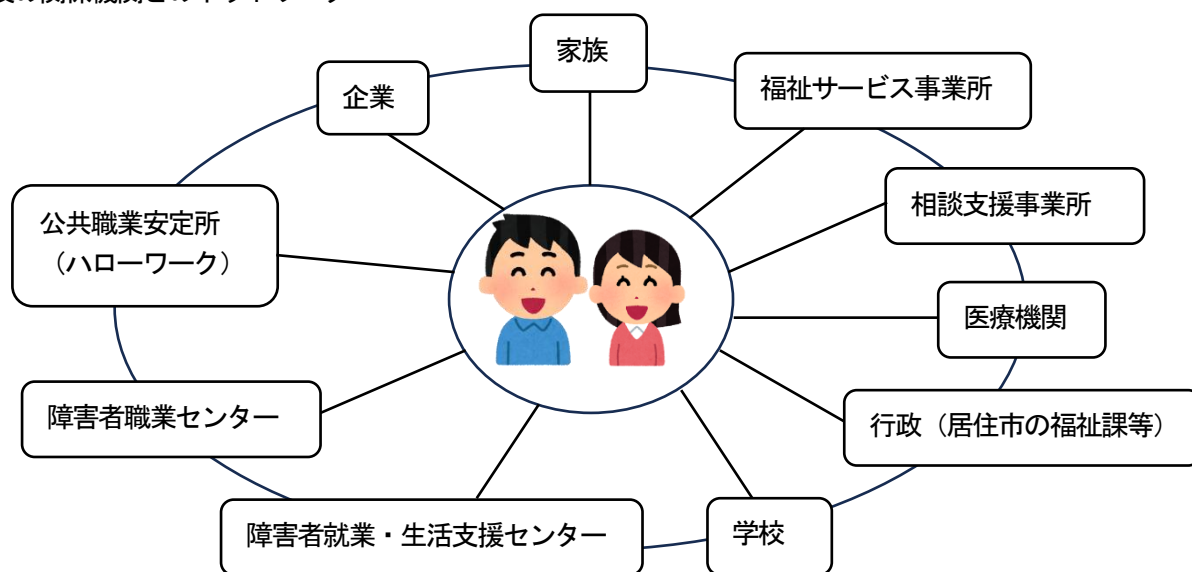 家族
企業
福祉サービス事業所
公共職業安定所
（ハローワーク）
相談支援事業所
医療機関
障害者職業センター
行政（居住市の福祉課等）
障害者就業・生活支援センター
学校